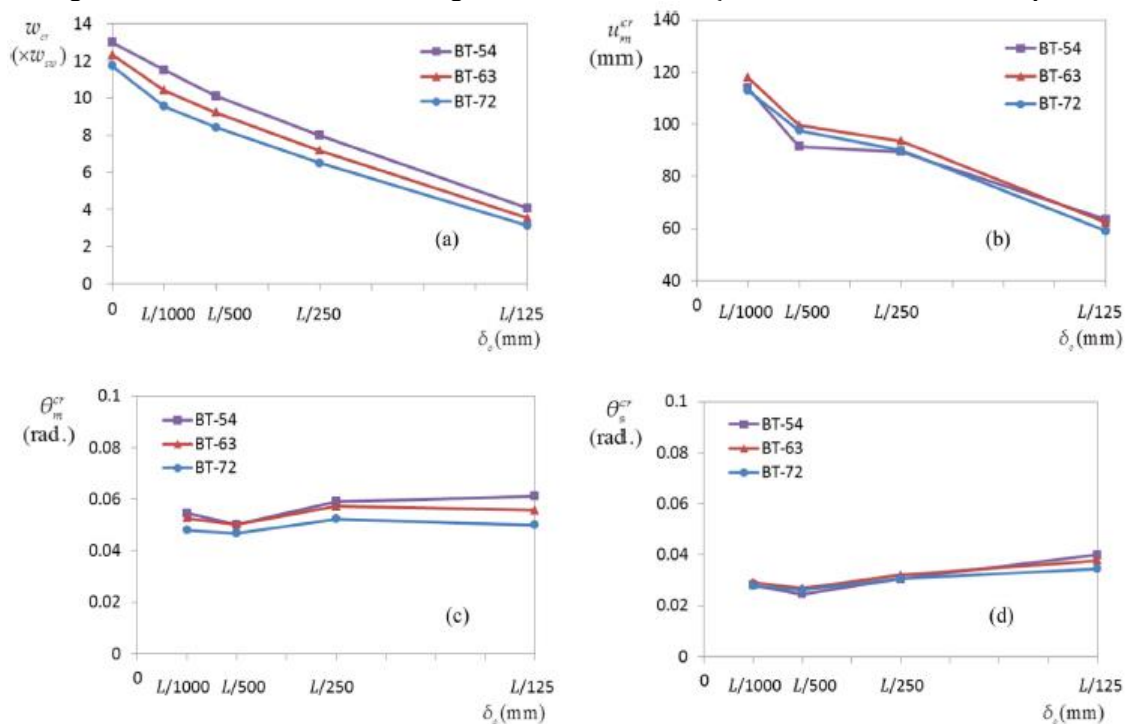 w_cr
(×w_sw)
14
12
10
8
6
4
2
0
BT-54
BT-63
BT-72
(a)
0 L/1000 L/500 L/250 L/125
δ_e(mm)
u_m^cr
(mm)
140
120
100
80
60
40
BT-54
BT-63
BT-72
(b)
0 L/1000 L/500 L/250 L/125
δ_e(mm)
θ_m^cr
(rad.)
0.1
0.08
0.06
0.04
0.02
0
BT-54
BT-63
BT-72
(c)
0 L/1000 L/500 L/250 L/125
δ_e(mm)
θ_s^cr
(rad.)
0.1
0.08
0.06
0.04
0.02
0
BT-54
BT-63
BT-72
(d)
0 L/1000 L/500 L/250 L/125
δ_e(mm)